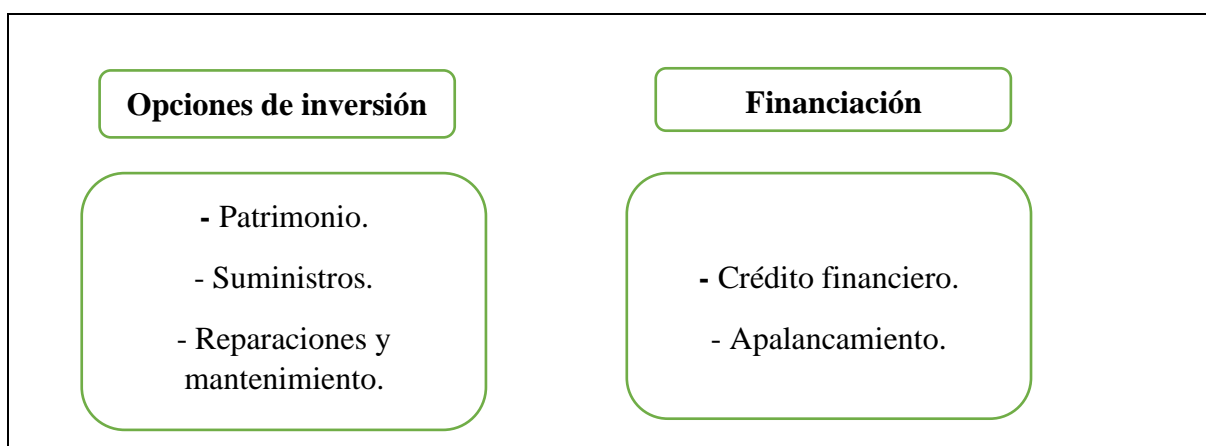 Opciones de inversión
Financiación
- Patrimonio.
- Suministros.
- Reparaciones y
mantenimiento.
- Crédito financiero.
- Apalancamiento.